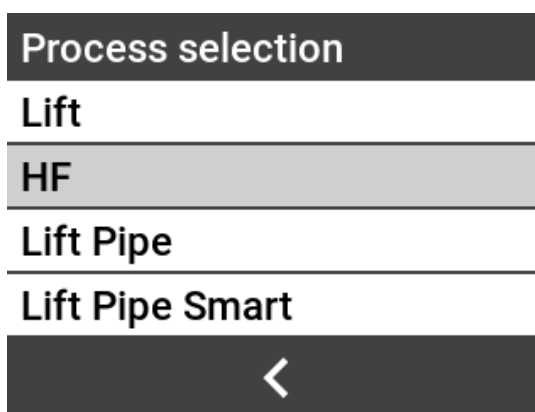 Process selection
Lift
HF
Lift Pipe
Lift Pipe Smart